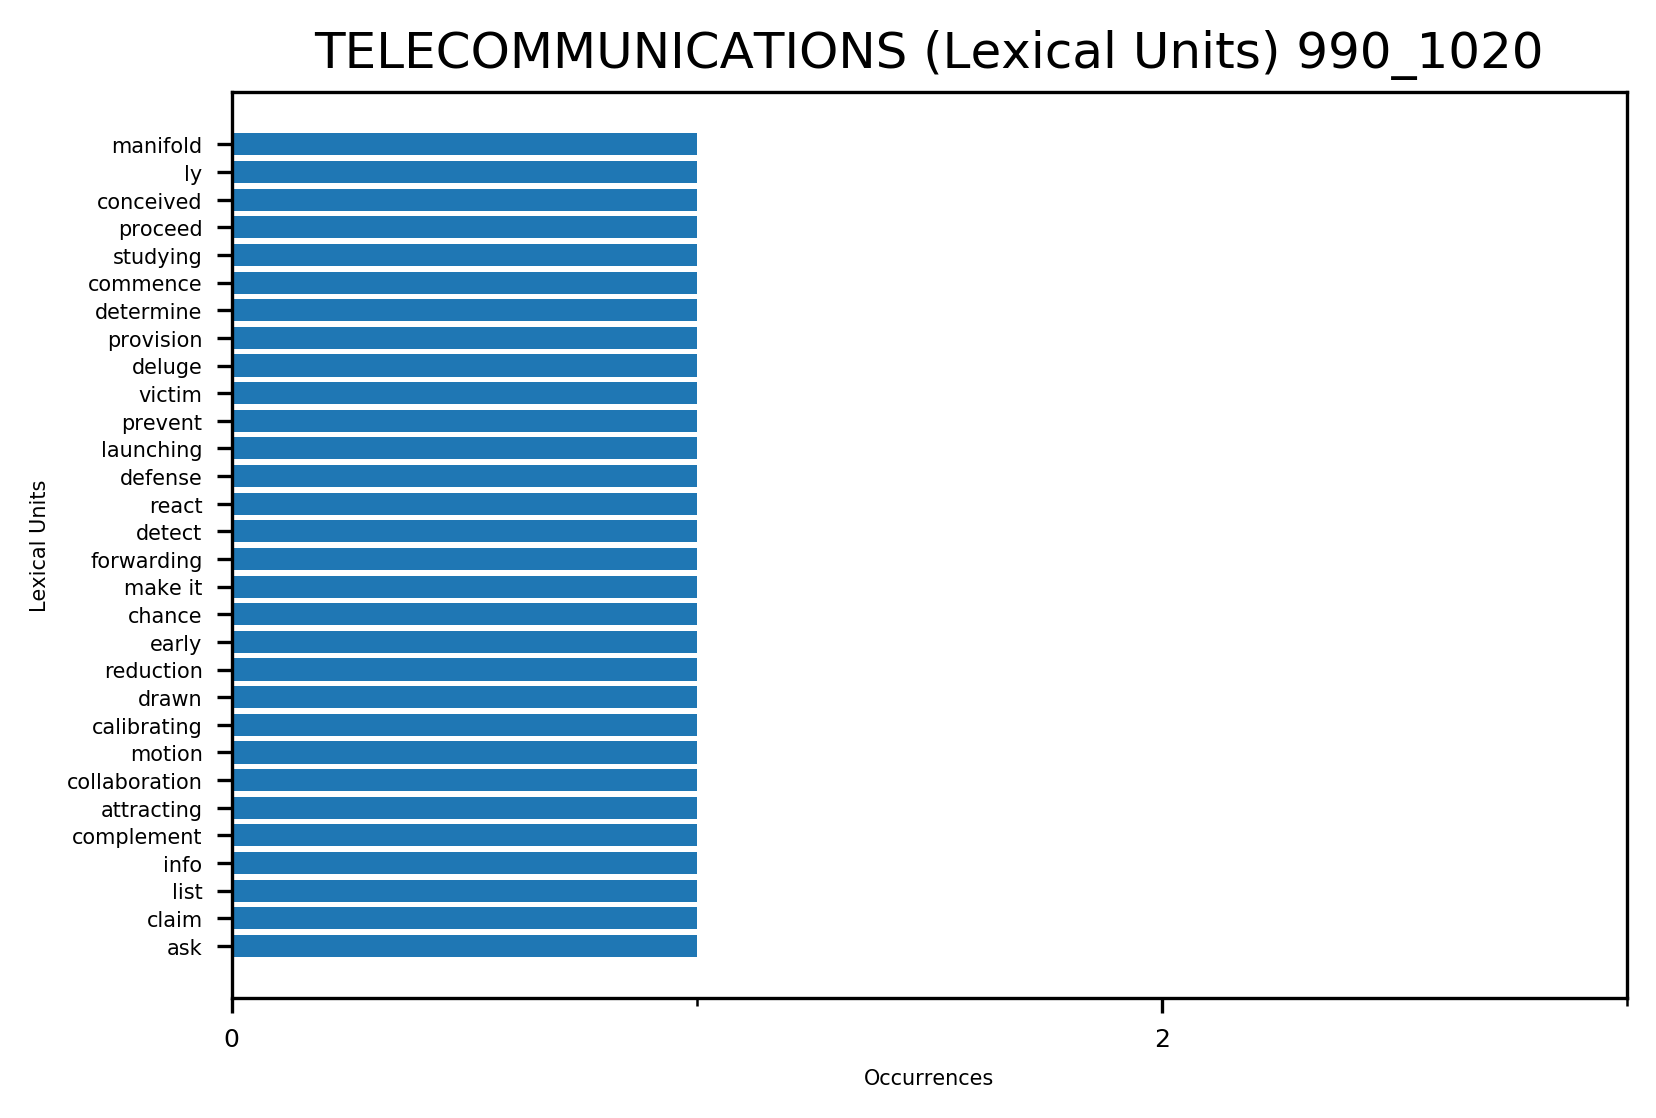 TELECOMMUNICATIONS (Lexical Units) 990_1020
manifold
ly
conceived
proceed
studying
commence
determine
provision
deluge
victim
prevent
launching
defense
react
detect
forwarding
make it
chance
early
reduction
drawn
calibrating
motion
collaboration
attracting
complement
info
list
claim
ask
Lexical Units
0 2
Occurrences